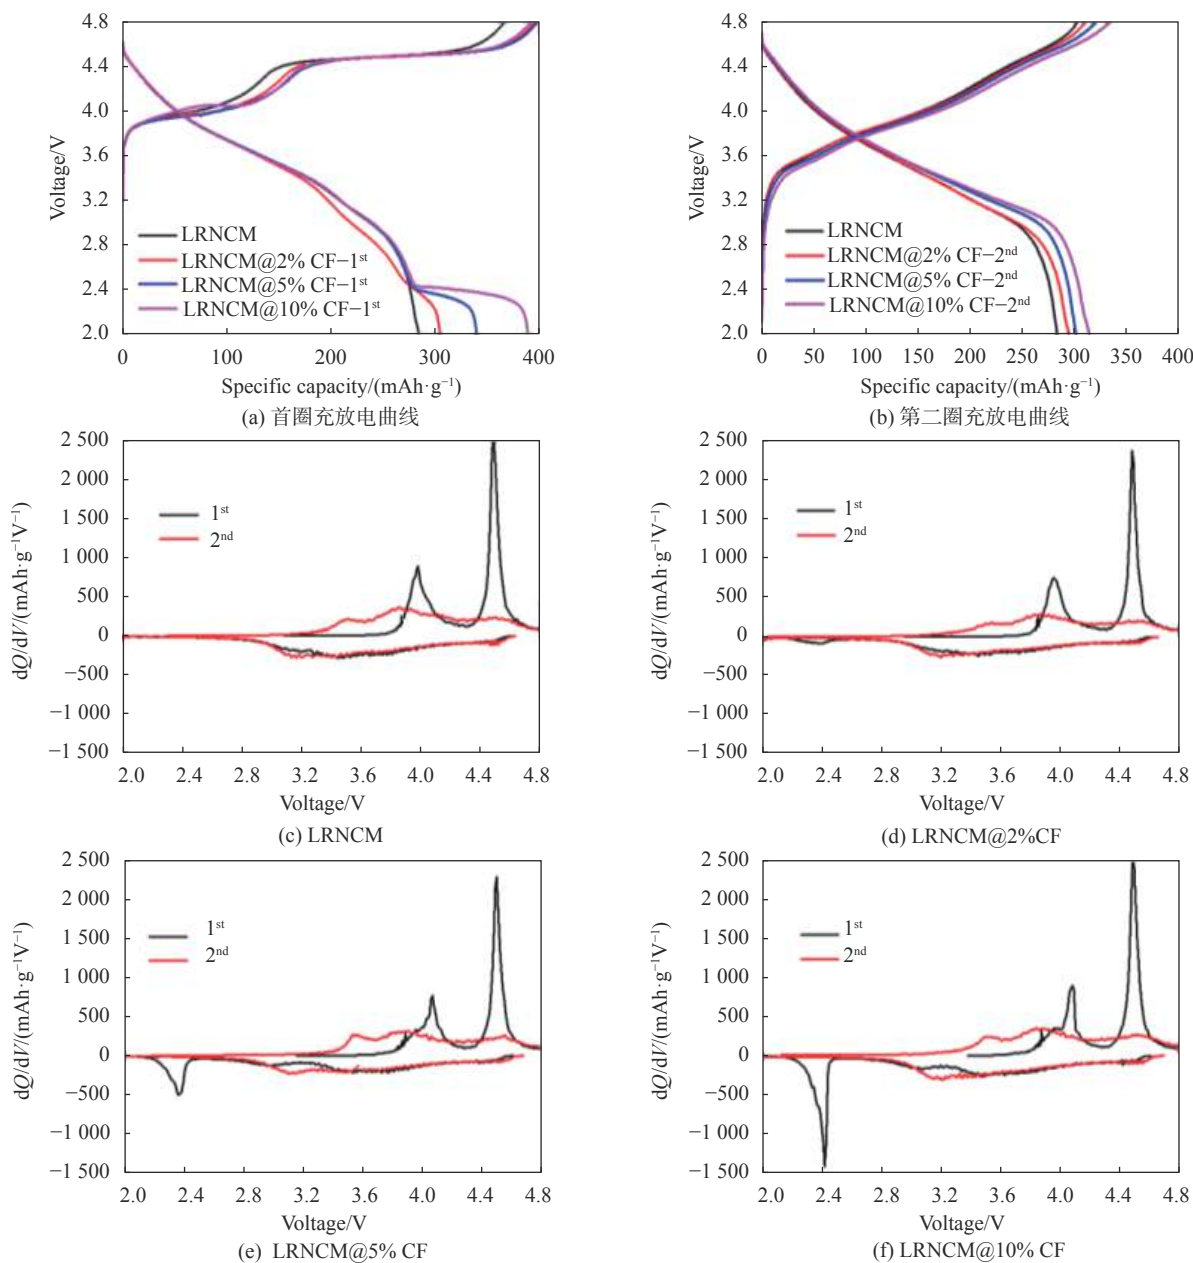 4.8
4.4
4.0
3.6
3.2
2.8
2.4
2.0
Voltage/V
LRNCM
LRNCM@2% CF−1st
LRNCM@5% CF−1st
LRNCM@10% CF−1st
0 100 200 300 400
Specific capacity/(mAh·g−1)
(a) 首圈充放电曲线
4.8
4.4
4.0
3.6
3.2
2.8
2.4
2.0
Voltage/V
LRNCM
LRNCM@2% CF−2nd
LRNCM@5% CF−2nd
LRNCM@10% CF−2nd
0 50 100 150 200 250 300 350 400
Specific capacity/(mAh·g−1)
(b) 第二圈充放电曲线
2 500
2 000
1 500
1 000
500
0
−500
−1 000
−1 500
dQ/dV/(mAh·g−1V−1)
1st
2nd
2.0 2.4 2.8 3.2 3.6 4.0 4.4 4.8
Voltage/V
(c) LRNCM
2 500
2 000
1 500
1 000
500
0
−500
−1 000
−1 500
dQ/dV/(mAh·g−1V−1)
1st
2nd
2.0 2.4 2.8 3.2 3.6 4.0 4.4 4.8
Voltage/V
(d) LRNCM@2%CF
2 500
2 000
1 500
1 000
500
0
−500
−1 000
−1 500
dQ/dV/(mAh·g−1V−1)
1st
2nd
2.0 2.4 2.8 3.2 3.6 4.0 4.4 4.8
Voltage/V
(e) LRNCM@5% CF
2 500
2 000
1 500
1 000
500
0
−500
−1 000
−1 500
dQ/dV/(mAh·g−1V−1)
1st
2nd
2.0 2.4 2.8 3.2 3.6 4.0 4.4 4.8
Voltage/V
(f) LRNCM@10% CF